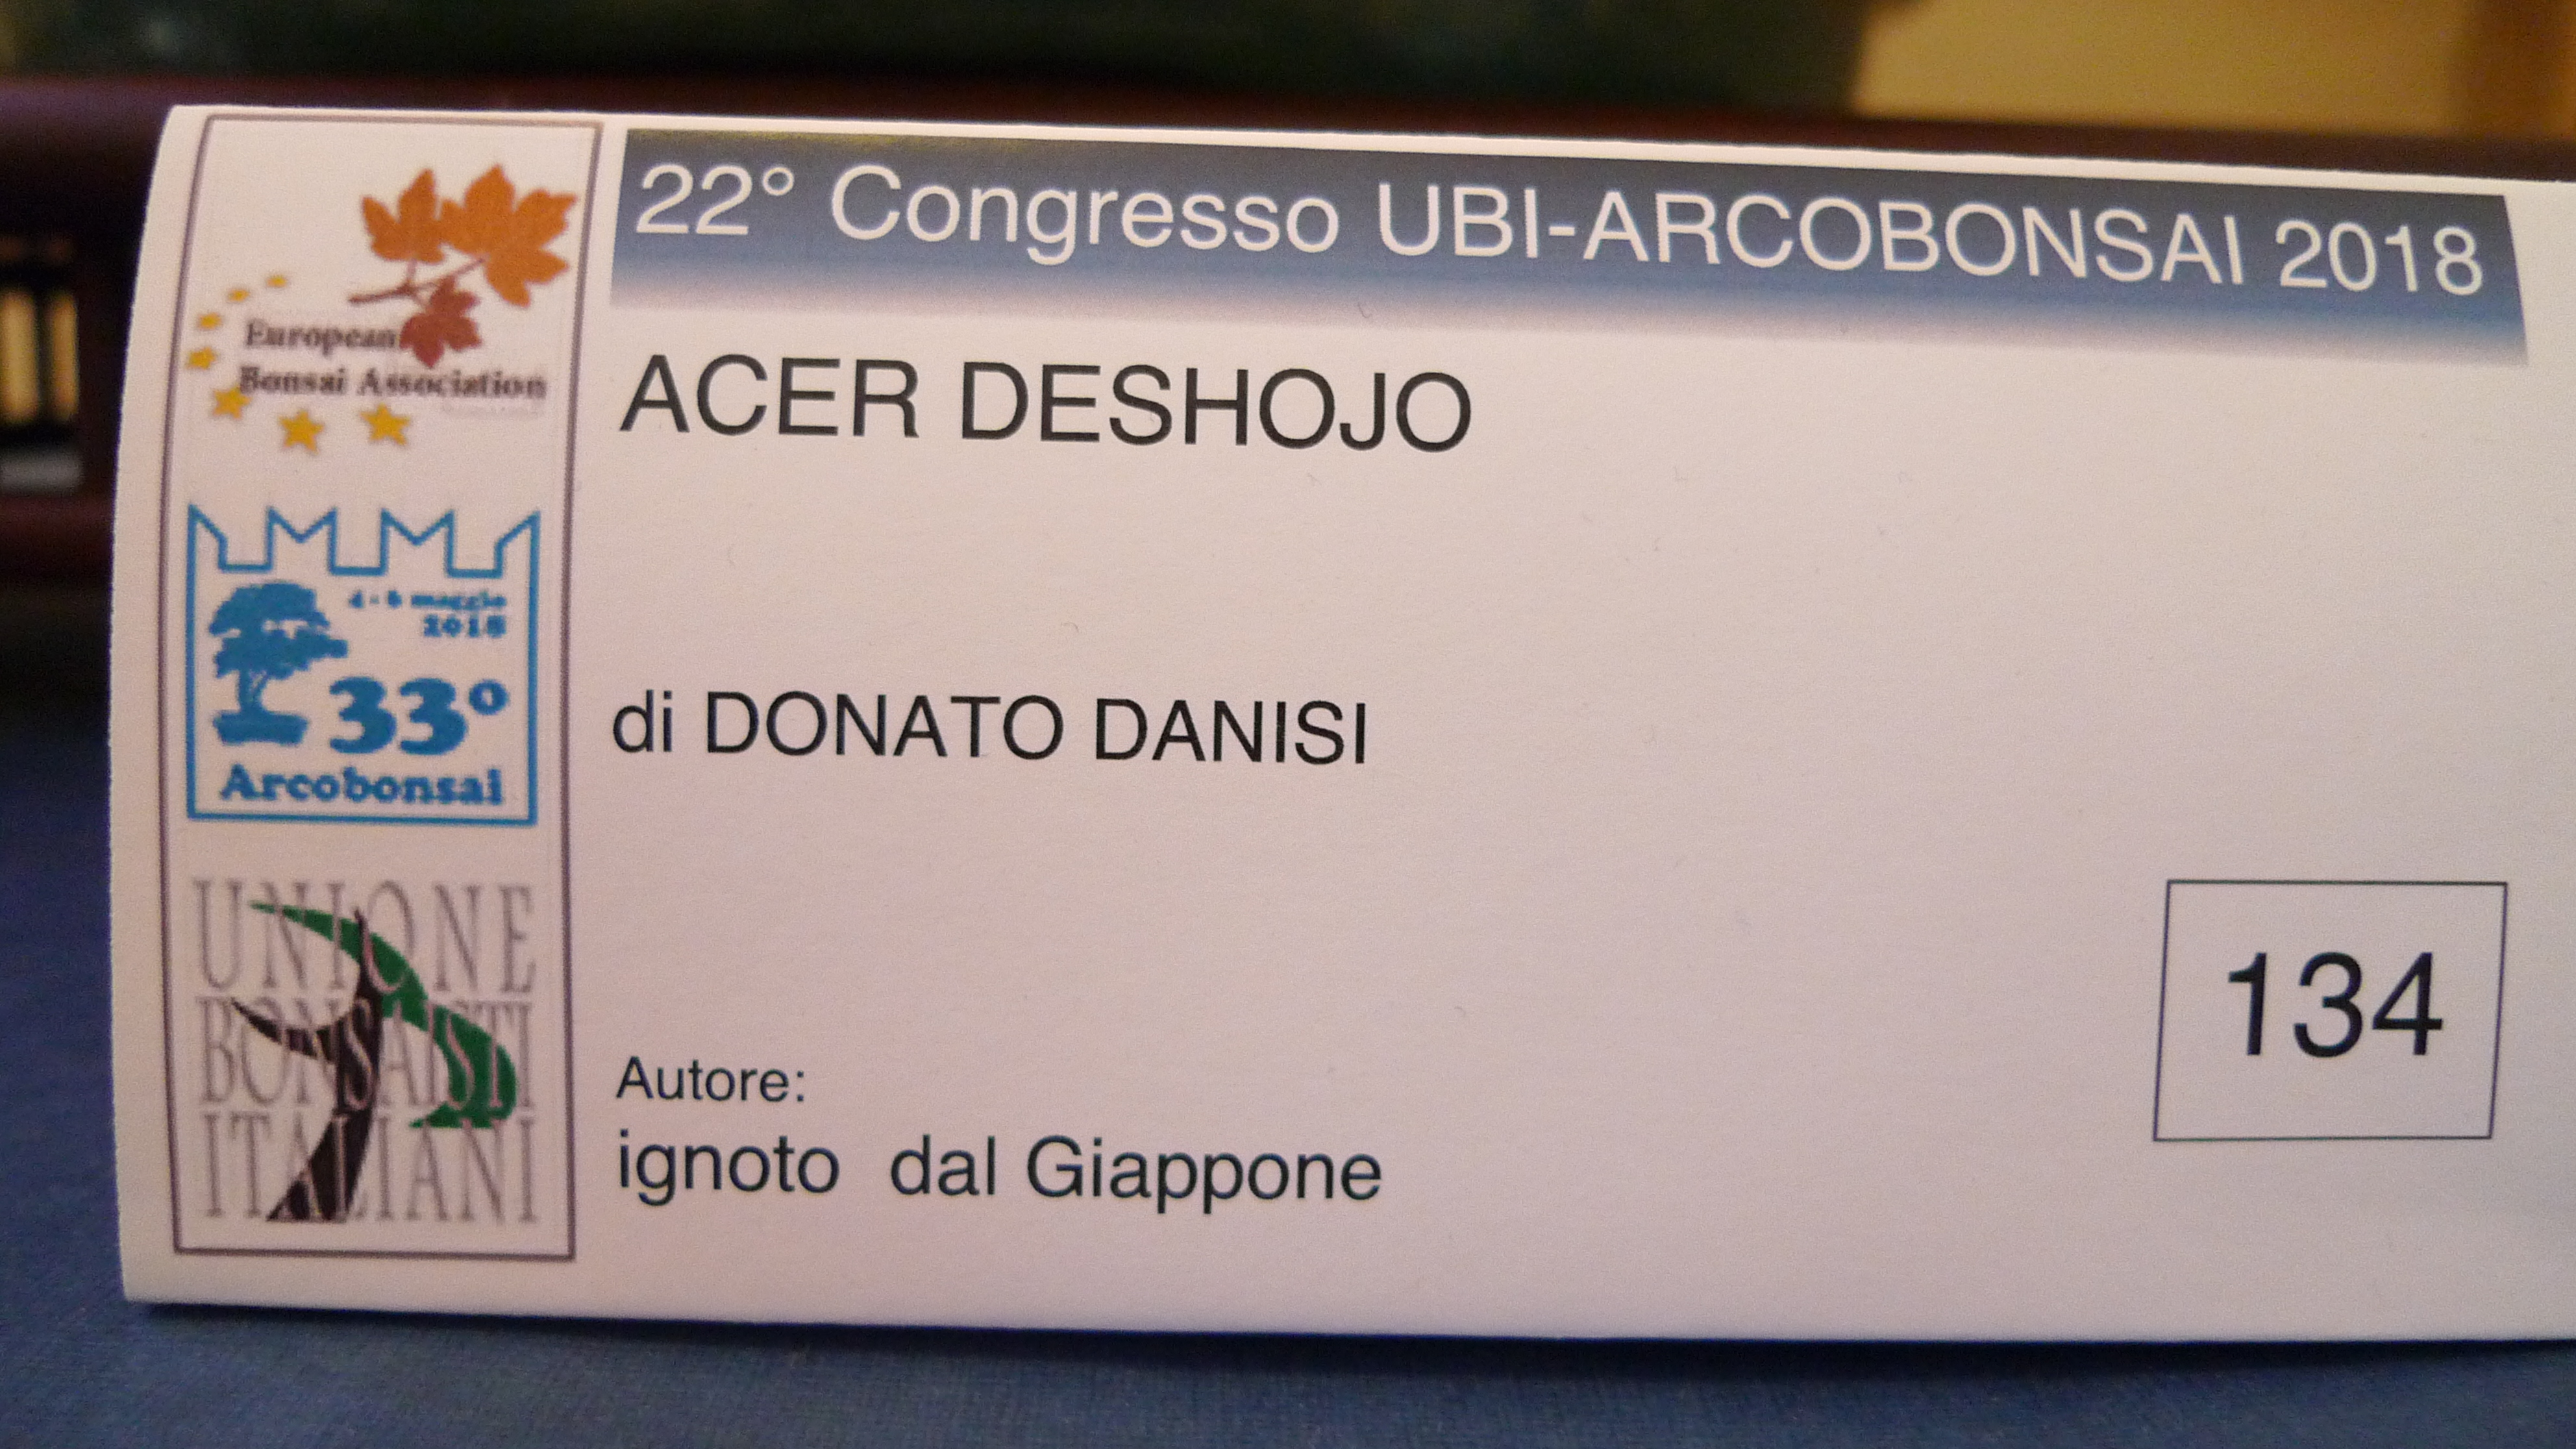 22° Congresso UBI-ARCOBONSAI 2018
ACER DESHOJO
di DONATO DANISI
Autore:
ignoto dal Giappone
134
European
Bonsai Association
4 - 6 maggio
2018
33°
Arcobonsai
UNIONE
BONSAISTI
ITALIANI